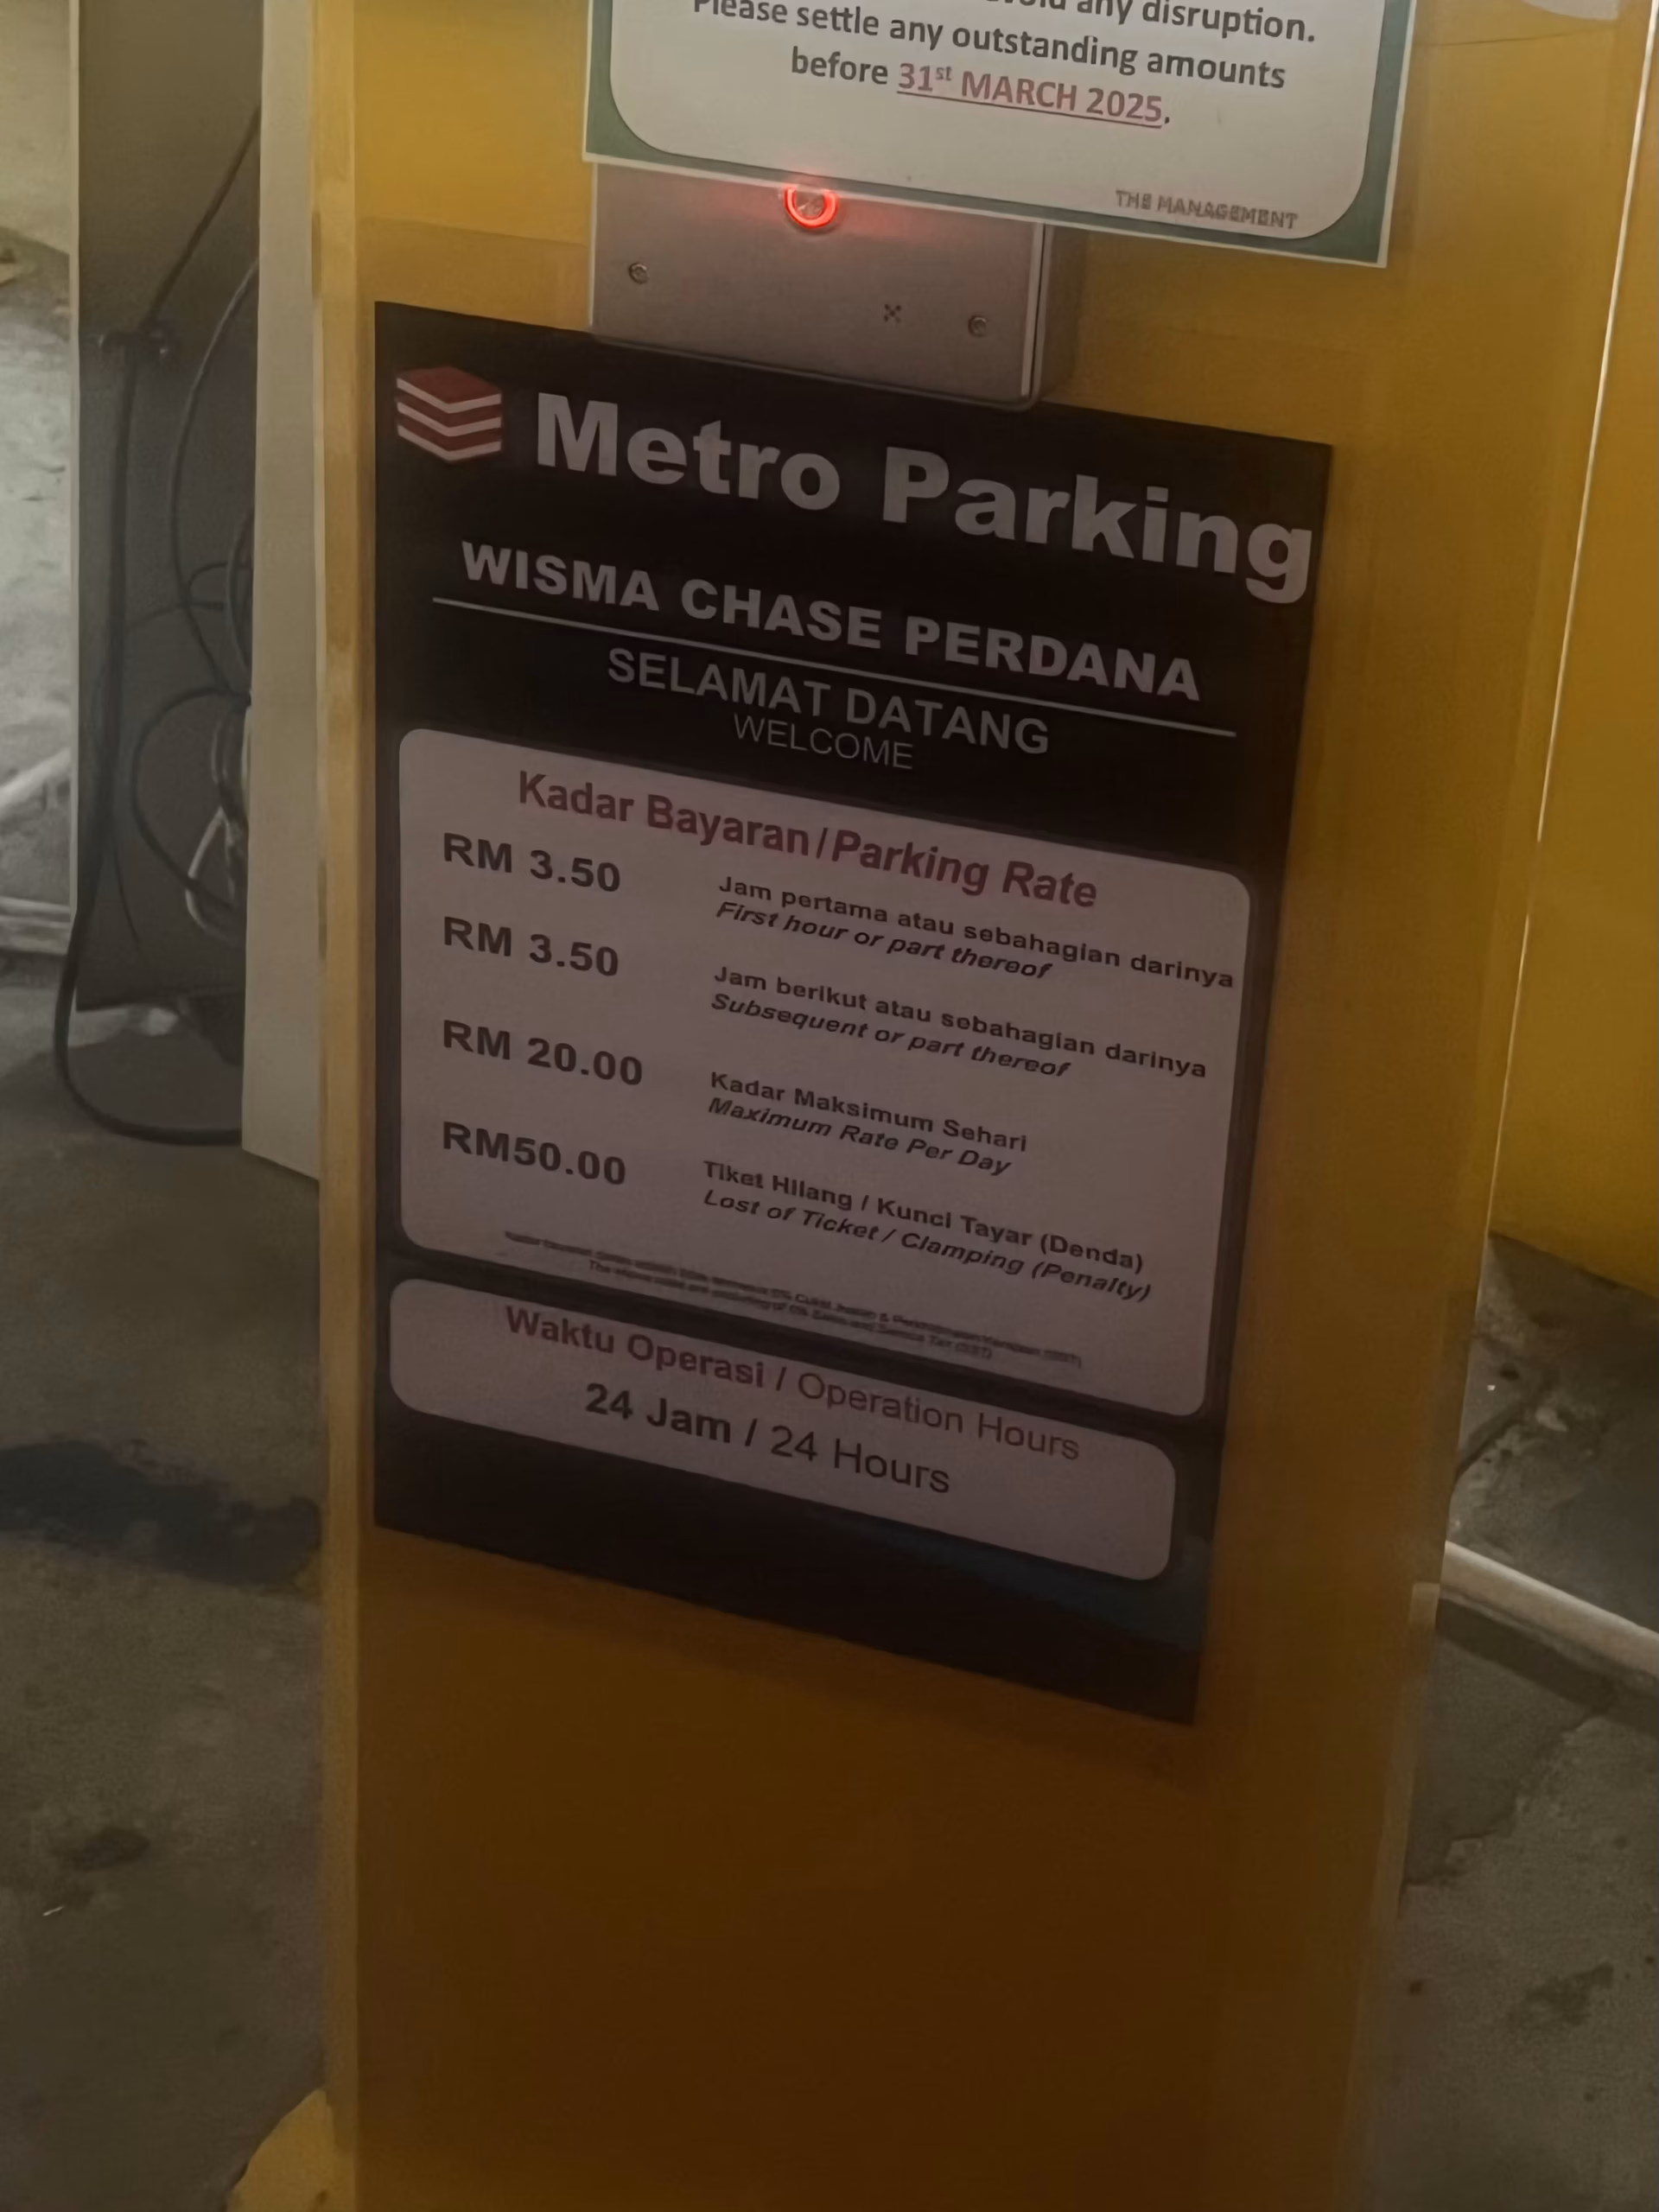 any disruption.
Please settle any outstanding amounts
before 31st MARCH 2025.
THE MANAGEMENT
Metro Parking
WISMA CHASE PERDANA
SELAMAT DATANG
WELCOME
Kadar Bayaran/Parking Rate
RM 3.50
Jam pertama atau sebahagian darinya
First hour or part thereof
RM 3.50
Jam berikut atau sebahagian darinya
Subsequent or part thereof
RM 20.00
Kadar Maksimum Sehari
Maximum Rate Per Day
RM50.00
Tiket Hilang / Kunci Tayar (Denda)
Lost of Ticket / Clamping (Penalty)
Waktu Operasi / Operation Hours
24 Jam / 24 Hours